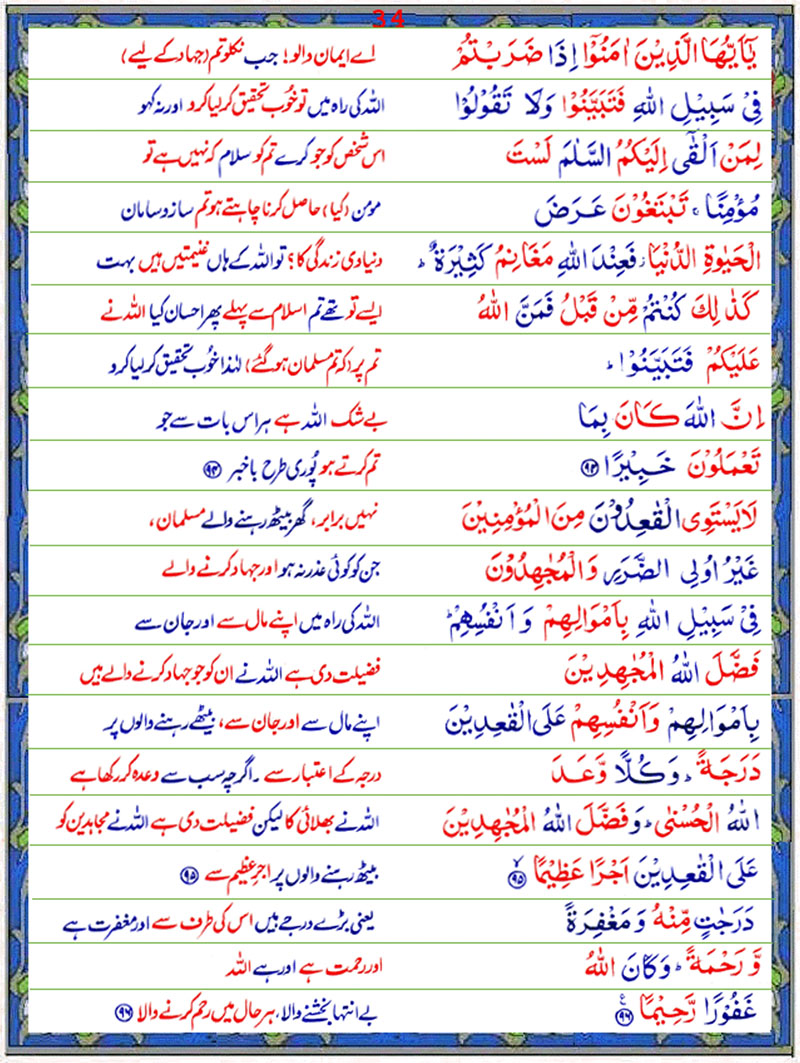 34
يٰۤاَيُّهَا الَّذِيْنَ اٰمَنُوْۤا اِذَا ضَرَبْتُمْ اے ایمان والو! جب نکلو تم (جہاد کے لیے)
فِيْ سَبِيْلِ اللّٰهِ فَتَبَيَّنُوْا وَلَا تَقُوْلُوْا اللہ کی راہ میں تو خوُب تحقیق کر لیا کرو اور نہ کہو
لِمَنْ اَلْقٰۤى اِلَيْكُمُ السَّلٰمَ لَسْتَ اس شخص کو جو کرے تم کو سلام کہ نہیں ہے تو
مُؤْمِنًا ۚ تَبْتَغُوْنَ عَرَضَ مومن (کیا) حاصل کرنا چاہتے ہو تم ساز و سامان
الْحَيٰوةِ الدُّنْيَا ؗ فَعِنْدَ اللّٰهِ مَغَانِمُ كَثِيْرَةٌ ؕ دنیاوی زندگی کا؟ تو اللہ کے ہاں غنیمتیں ہیں بہت
كَذٰلِكَ كُنْتُمْ مِّنْ قَبْلُ فَمَنَّ اللّٰهُ ایسے تو تھے تم اسلام سے پہلے پھر احسان کیا اللہ نے
عَلَيْكُمْ فَتَبَيَّنُوْا ؕ تم پر (کہ تم مسلمان ہو گئے) لہٰذا خوُب تحقیق کر لیا کرو
اِنَّ اللّٰهَ كَانَ بِمَا بے شک اللہ ہے ہر اس بات سے جو
تَعْمَلُوْنَ خَبِيْرًا ۹۴ تم کرتے ہو پُوری طرح باخبر ۹۴
لَا يَسْتَوِى الْقٰعِدُوْنَ مِنَ الْمُؤْمِنِيْنَ نہیں برابر، گھر بیٹھ رہنے والے مسلمان،
غَيْرُ اُولِى الضَّرَرِ وَالْمُجٰهِدُوْنَ جن کو کوئی عذر نہ ہو اور جہاد کرنے والے
فِيْ سَبِيْلِ اللّٰهِ بِاَمْوَالِهِمْ وَاَنْفُسِهِمْ ؕ اللہ کی راہ میں اپنے مال سے اور جان سے
فَضَّلَ اللّٰهُ الْمُجٰهِدِيْنَ فضیلت دی ہے اللہ نے ان کو جو جہاد کرنے والے ہیں
بِاَمْوَالِهِمْ وَاَنْفُسِهِمْ عَلَى الْقٰعِدِيْنَ اپنے مال سے اور جان سے، بیٹھے رہنے والوں پر
دَرَجَةً ؕ وَكُلًّا وَّعَدَ درجہ کے اعتبار سے ۔ اگرچہ سب سے وعدہ کر رکھا ہے
اللّٰهُ الْحُسْنٰى ؕ وَفَضَّلَ اللّٰهُ الْمُجٰهِدِيْنَ اللہ نے بھلائی کا لیکن فضیلت دی ہے اللہ نے مجاہدین کو
عَلَى الْقٰعِدِيْنَ اَجْرًا عَظِيْمًا ۹۵ بیٹھ رہنے والوں پر اجرِ عظیم سے ۹۵
دَرَجٰتٍ مِّنْهُ وَمَغْفِرَةً یعنی بڑے درجے ہیں اس کی طرف سے اور مغفرت ہے
وَّرَحْمَةً ؕ وَكَانَ اللّٰهُ اور رحمت ہے اور ہے اللہ
غَفُوْرًا رَّحِيْمًا ۹۶ بے انتہا بخشنے والا، ہر حال میں رحم کرنے والا ۹۶